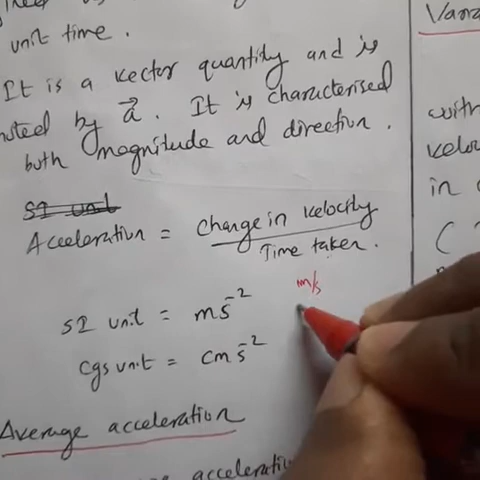 unit time.
It is a vector quantity and is
noted by a⃗. It is characterised
both magnitude and direction.
SI unit
Acceleration = Change in velocity
Time taken.
m/s
SI unit = ms⁻²
cgs unit = cms⁻²
Average acceleration
acceleratio
Varia
with
veloc
in
(